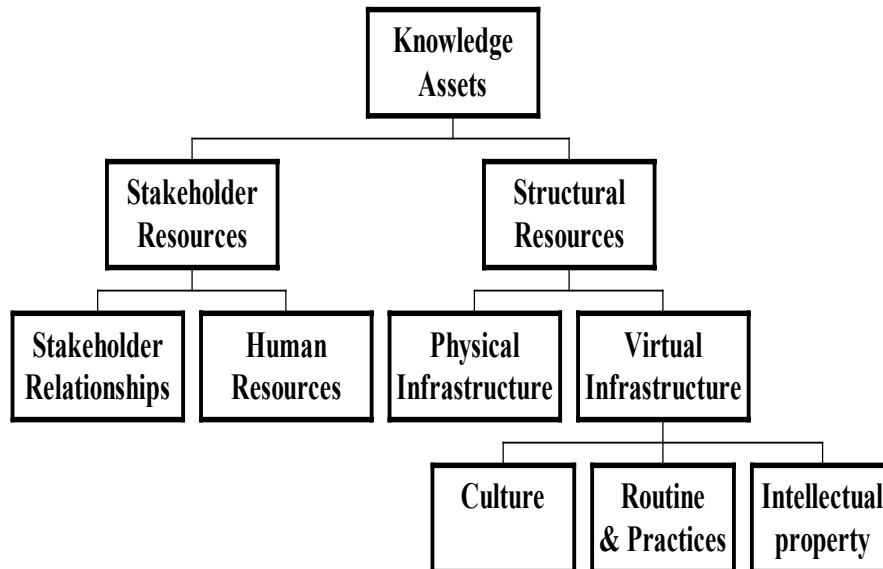 Knowledge
Assets
Stakeholder
Resources
Structural
Resources
Stakeholder
Relationships
Human
Resources
Physical
Infrastructure
Virtual
Infrastructure
Culture
Routine
& Practices
Intellectual
property